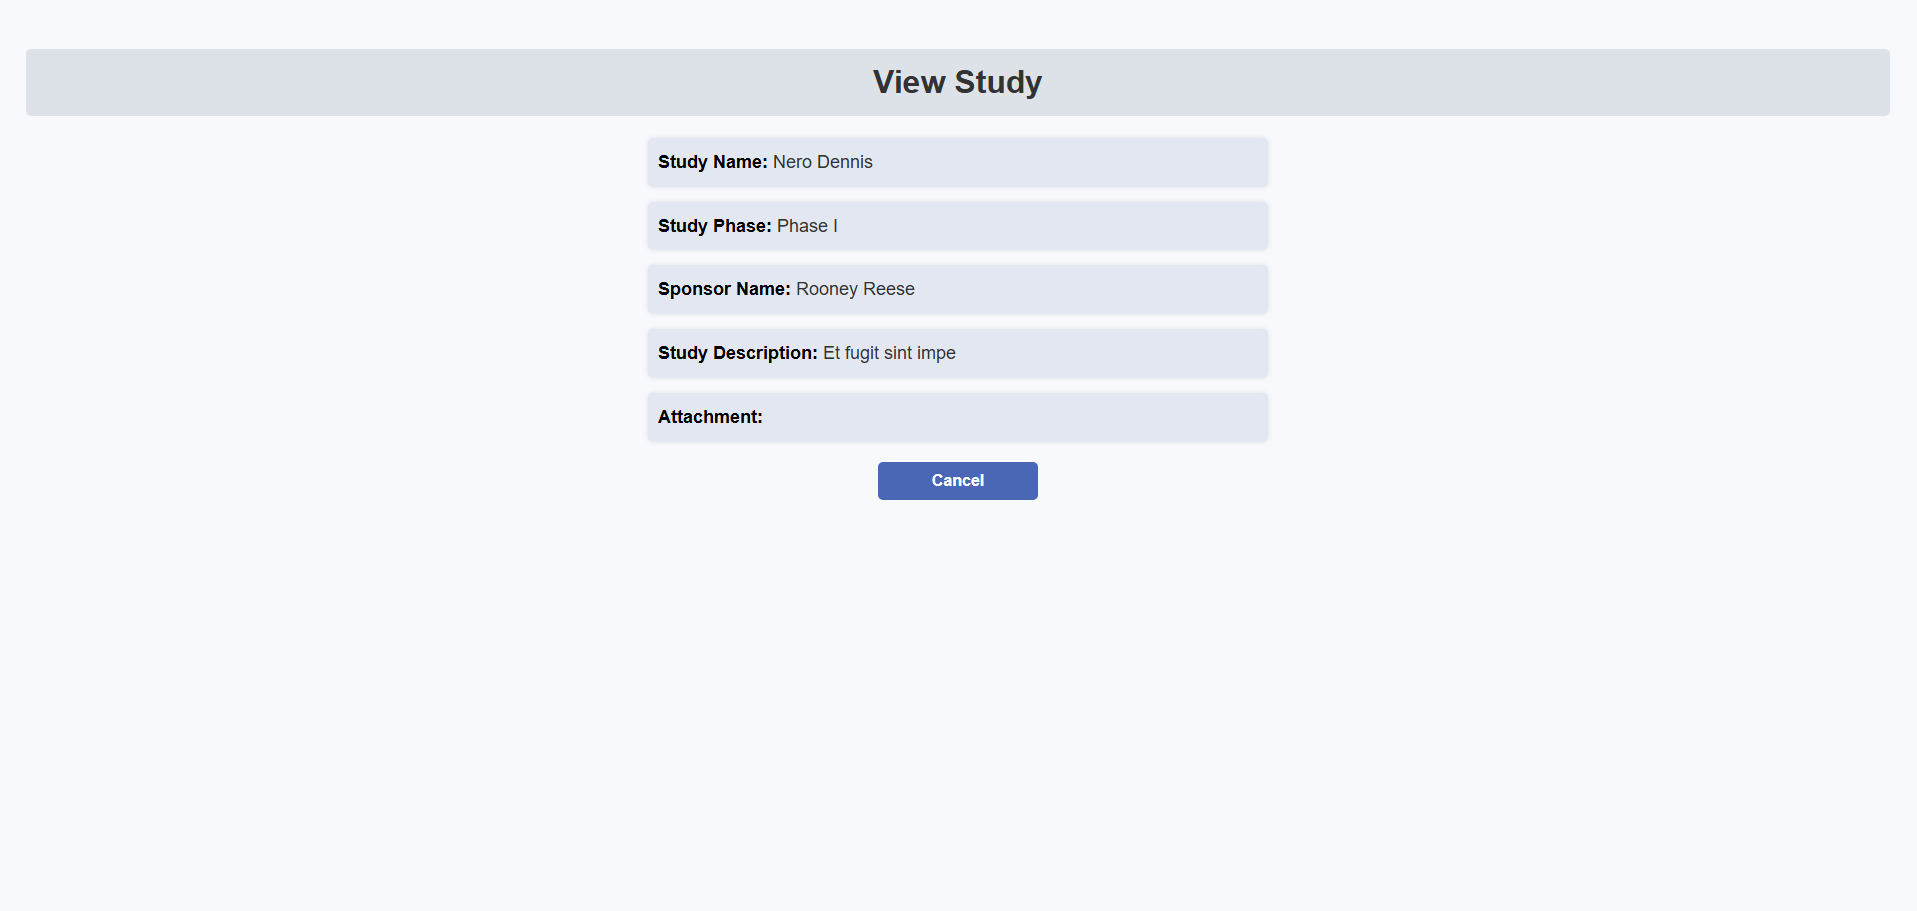 View Study
Study Name: Nero Dennis
Study Phase: Phase I
Sponsor Name: Rooney Reese
Study Description: Et fugit sint impe
Attachment:
Cancel